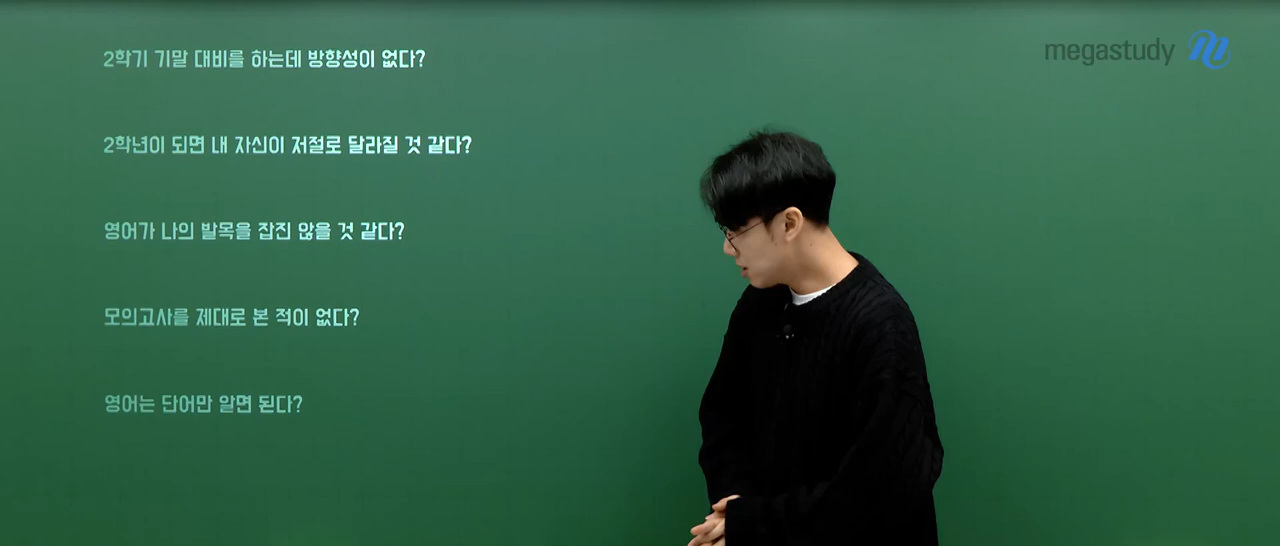 2학기 기말 대비를 하는데 방향성이 없다?
megastudy
2학년이 되면 내 자신이 저절로 달라질 것 같다?
영어가 나의 발목을 잡진 않을 것 같다?
모의고사를 제대로 본 적이 없다?
영어는 단어만 알면 된다?